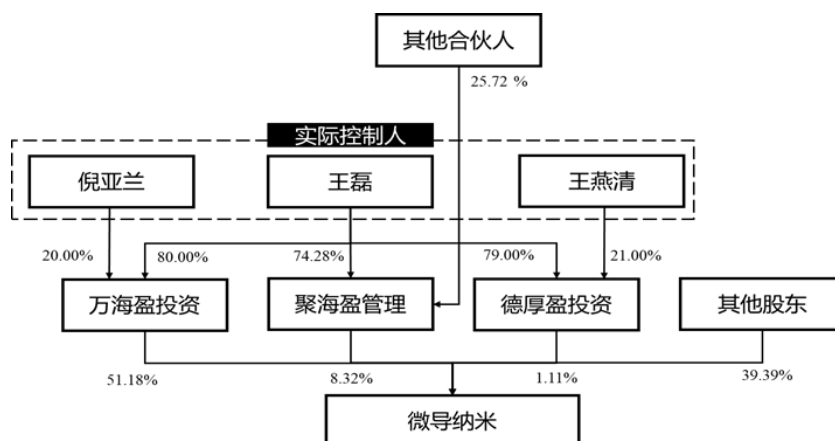 其他合伙人
25.72 %
实际控制人
倪亚兰
王磊
王燕清
20.00%
80.00%
74.28%
79.00%
21.00%
万海盈投资
聚海盈管理
德厚盈投资
其他股东
51.18%
8.32%
1.11%
39.39%
微导纳米